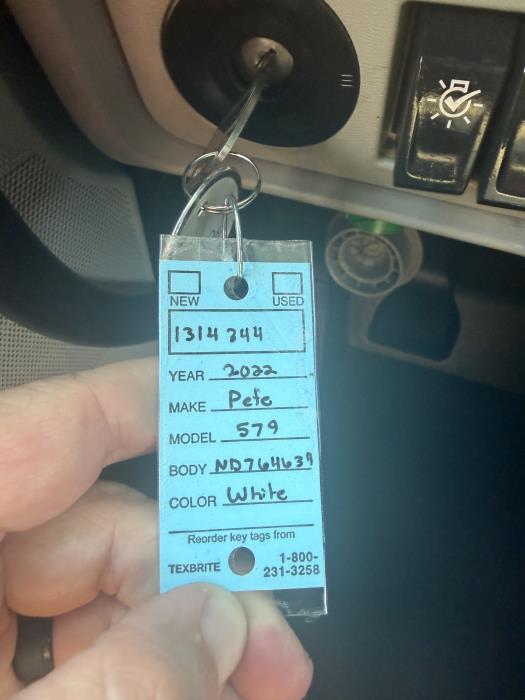 NEW USED
1314244
YEAR 2022
MAKE Pete
MODEL 579
BODY ND764639
COLOR White
Reorder key tags from
TEXBRITE 1-800-
231-3258